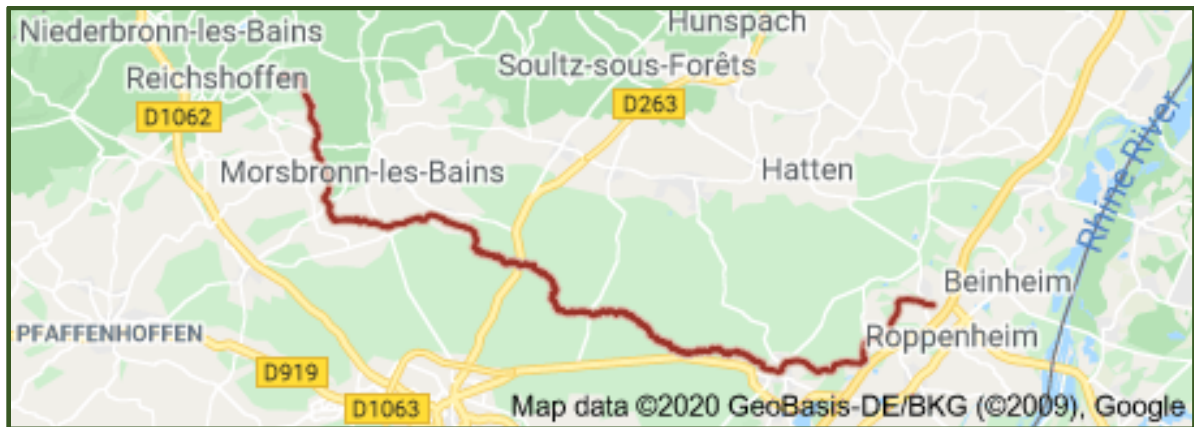 Niederbronn-les-Bains
Hunspach
Reichshoffen
Soultz-sous-Forêts
D1062
D263
Morsbronn-les-Bains
Hatten
Rhine River
Beinheim
PFAFFENHOFFEN
Roppenheim
D919
D1063
Map data ©2020 GeoBasis-DE/BKG (©2009), Google